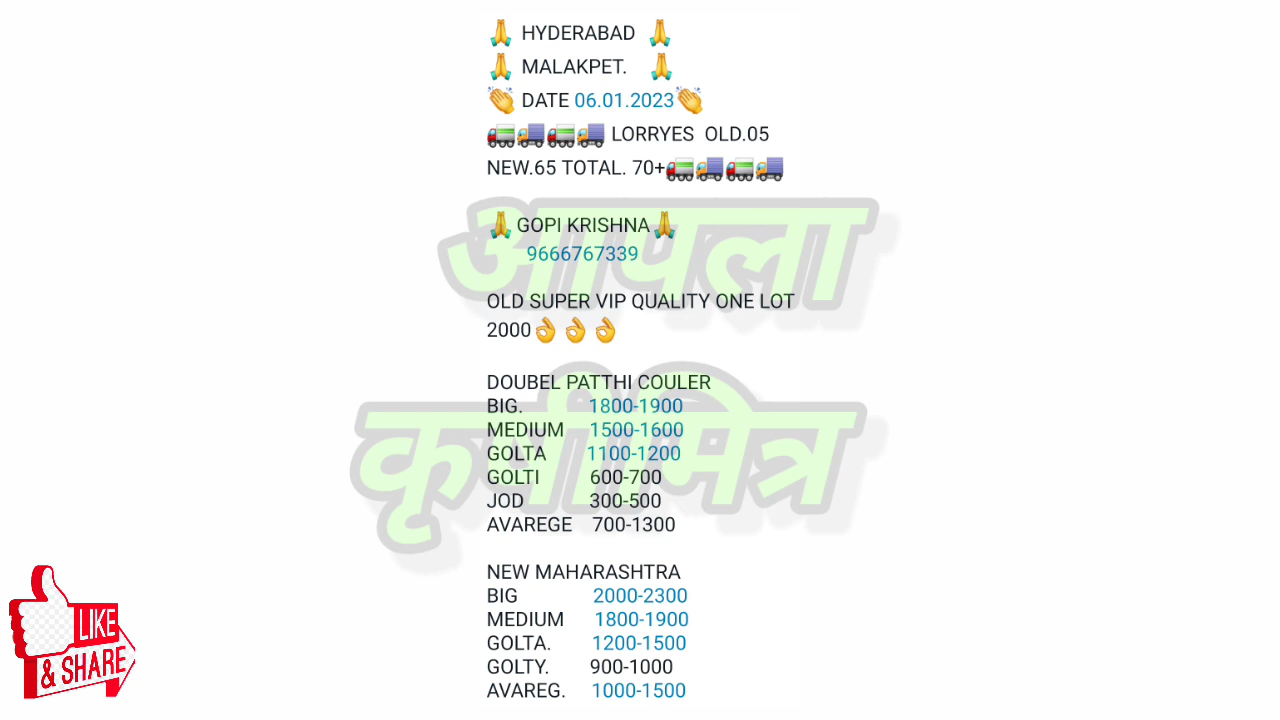 🙏 HYDERABAD 🙏
🙏 MALAKPET. 🙏
👏 DATE 06.01.2023👏
🚛🚚🚛🚚 LORRYES OLD.05
NEW.65 TOTAL. 70+🚛🚚🚛🚚
🙏GOPI KRISHNA🙏
9666767339
OLD SUPER VIP QUALITY ONE LOT
2000👌👌👌
DOUBEL PATTHI COULER
BIG. 1800-1900
MEDIUM 1500-1600
GOLTA 1100-1200
GOLTI 600-700
JOD 300-500
AVAREGE 700-1300
NEW MAHARASHTRA
BIG 2000-2300
MEDIUM 1800-1900
GOLTA. 1200-1500
GOLTY. 900-1000
AVAREG. 1000-1500
आपला
कृषीमित्र
LIKE
& SHARE